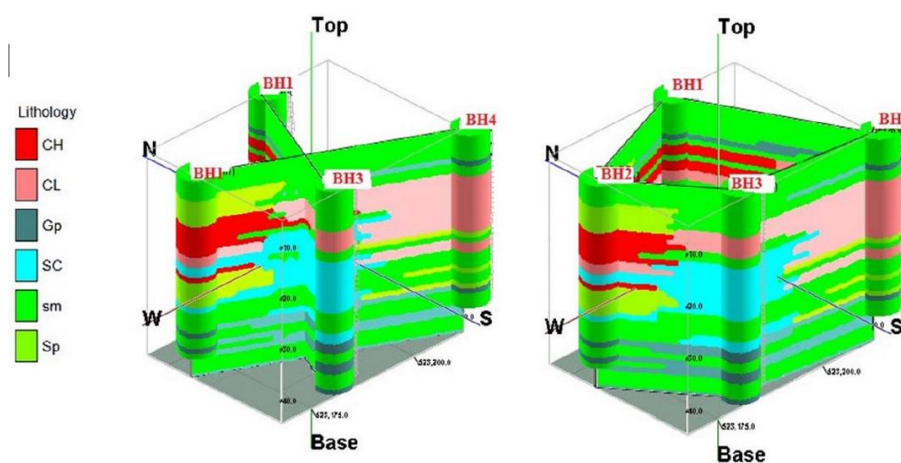 Lithology
CH
CL
Gp
SC
sm
Sp
Top
BH1
BH4
N
BH1
BH3
W
S
523,200.0
523,175.0
Base
Top
BH1
BH
N
BH2
BH3
W
S
523,200.0
523,175.0
Base